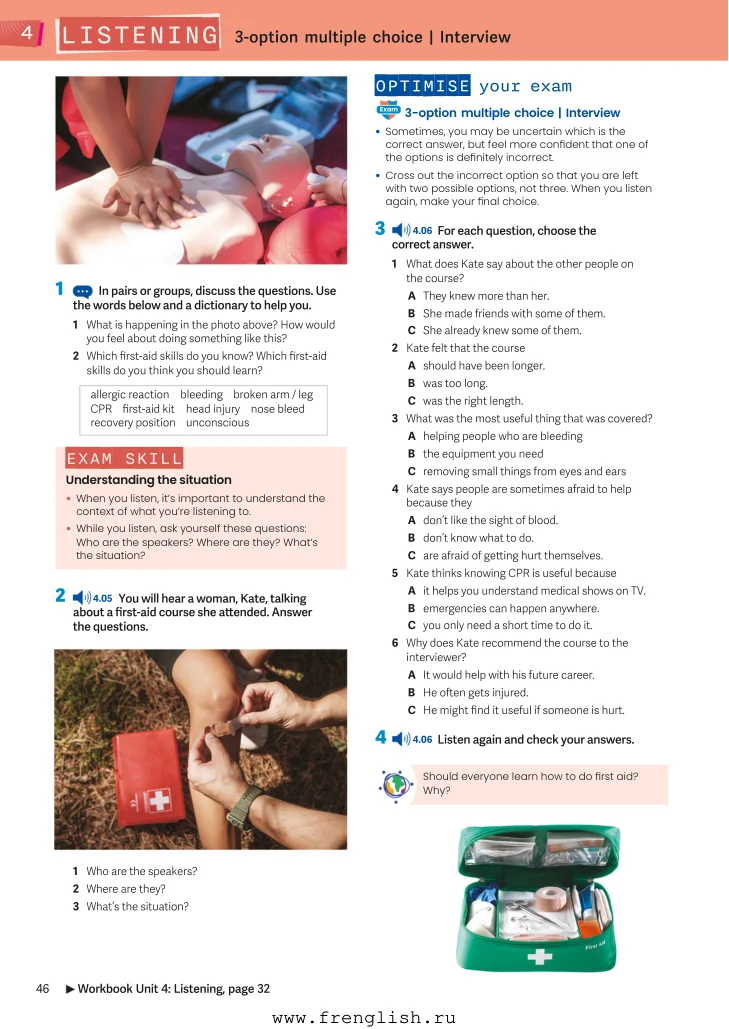 4
LISTENING 3-option multiple choice | Interview
1 In pairs or groups, discuss the questions. Use
the words below and a dictionary to help you.
1 What is happening in the photo above? How would
you feel about doing something like this?
2 Which first-aid skills do you know? Which first-aid
skills do you think you should learn?
allergic reaction bleeding broken arm / leg
CPR first-aid kit head injury nose bleed
recovery position unconscious
EXAM SKILL
Understanding the situation
• When you listen, it's important to understand the
context of what you're listening to.
• While you listen, ask yourself these questions:
Who are the speakers? Where are they? What's
the situation?
2 4.05 You will hear a woman, Kate, talking
about a first-aid course she attended. Answer
the questions.
1 Who are the speakers?
2 Where are they?
3 What's the situation?
OPTIMISE your exam
Exam 3-option multiple choice | Interview
• Sometimes, you may be uncertain which is the
correct answer, but feel more confident that one of
the options is definitely incorrect.
• Cross out the incorrect option so that you are left
with two possible options, not three. When you listen
again, make your final choice.
3 4.06 For each question, choose the
correct answer.
1 What does Kate say about the other people on
the course?
A They knew more than her.
B She made friends with some of them.
C She already knew some of them.
2 Kate felt that the course
A should have been longer.
B was too long.
C was the right length.
3 What was the most useful thing that was covered?
A helping people who are bleeding
B the equipment you need
C removing small things from eyes and ears
4 Kate says people are sometimes afraid to help
because they
A don't like the sight of blood.
B don't know what to do.
C are afraid of getting hurt themselves.
5 Kate thinks knowing CPR is useful because
A it helps you understand medical shows on TV.
B emergencies can happen anywhere.
C you only need a short time to do it.
6 Why does Kate recommend the course to the
interviewer?
A It would help with his future career.
B He often gets injured.
C He might find it useful if someone is hurt.
4 4.06 Listen again and check your answers.
Should everyone learn how to do first aid?
Why?
First Aid
46 ▶ Workbook Unit 4: Listening, page 32
www.frenglish.ru